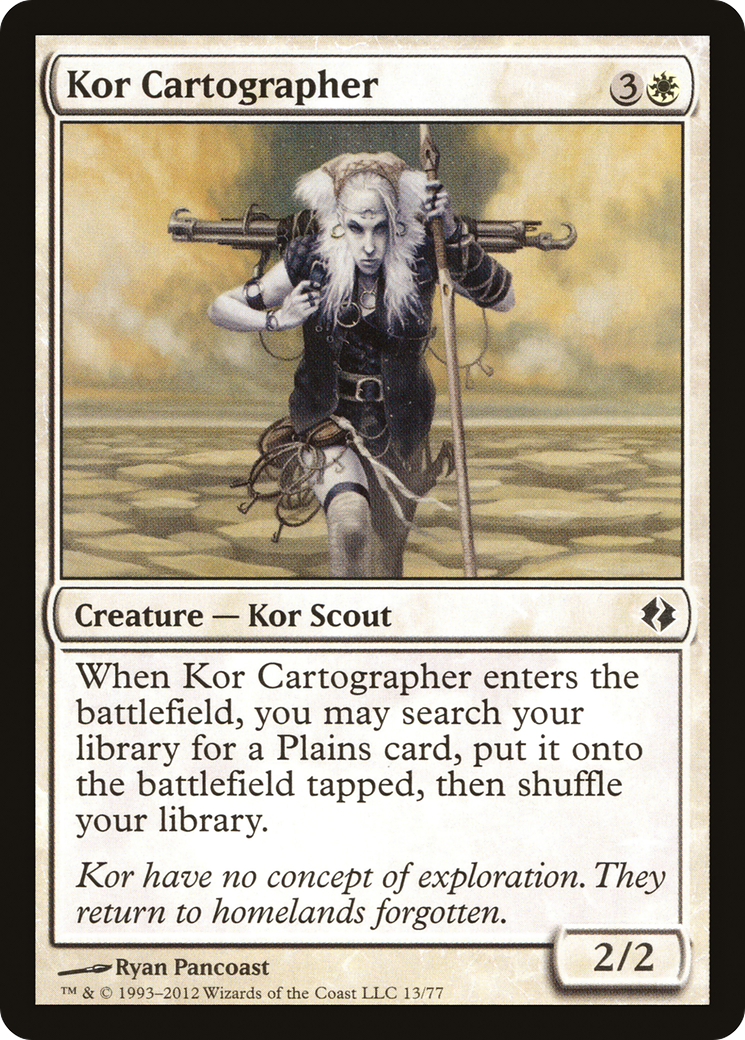 Kor Cartographer 3
Creature — Kor Scout
When Kor Cartographer enters the
battlefield, you may search your
library for a Plains card, put it onto
the battlefield tapped, then shuffle
your library.
Kor have no concept of exploration. They
return to homelands forgotten.
2/2
Ryan Pancoast
™ & © 1993–2012 Wizards of the Coast LLC 13/77